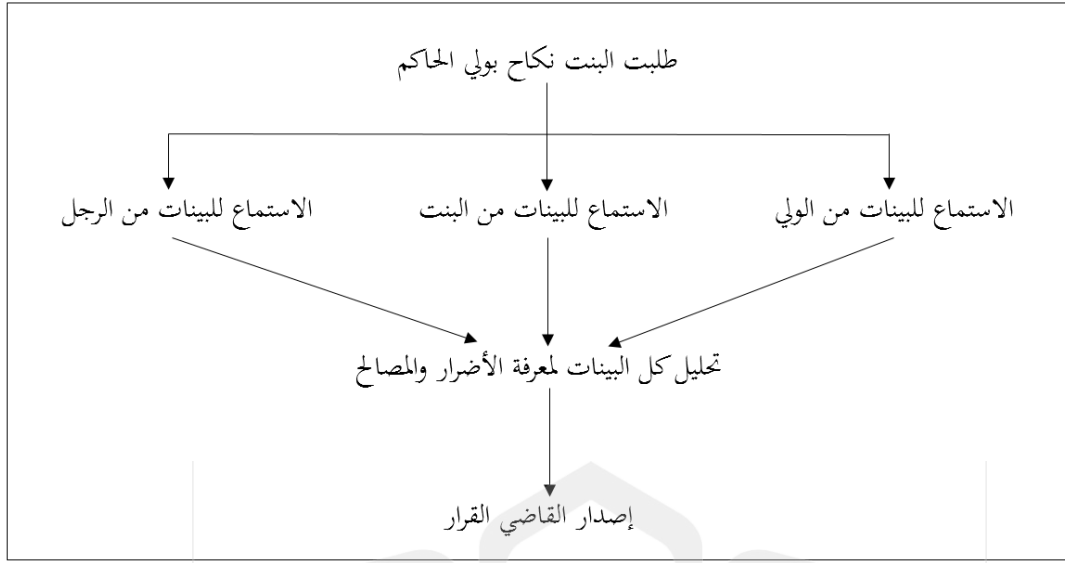 طلبت البنت نكاح بولي الحاكم
الاستماع للبينات من الولي
الاستماع للبينات من البنت
الاستماع للبينات من الرجل
تحليل كل البينات لمعرفة الأضرار والمصالح
إصدار القاضي القرار